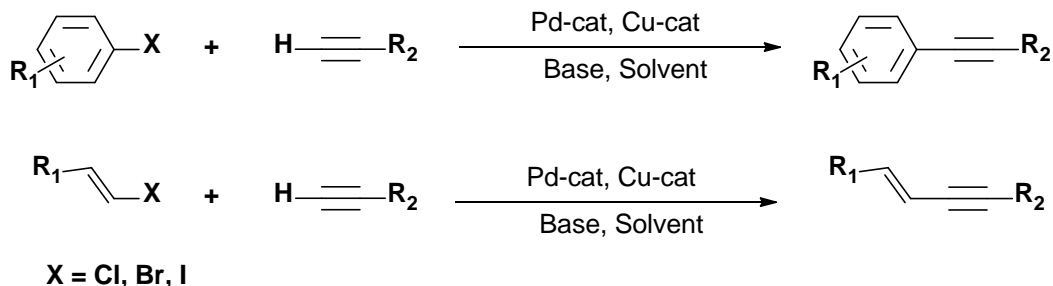 X + H R₂ Pd-cat, Cu-cat R₂
R₁ Base, Solvent R₁
R₁ X + H R₂ Pd-cat, Cu-cat R₁ R₂
Base, Solvent
X = Cl, Br, I